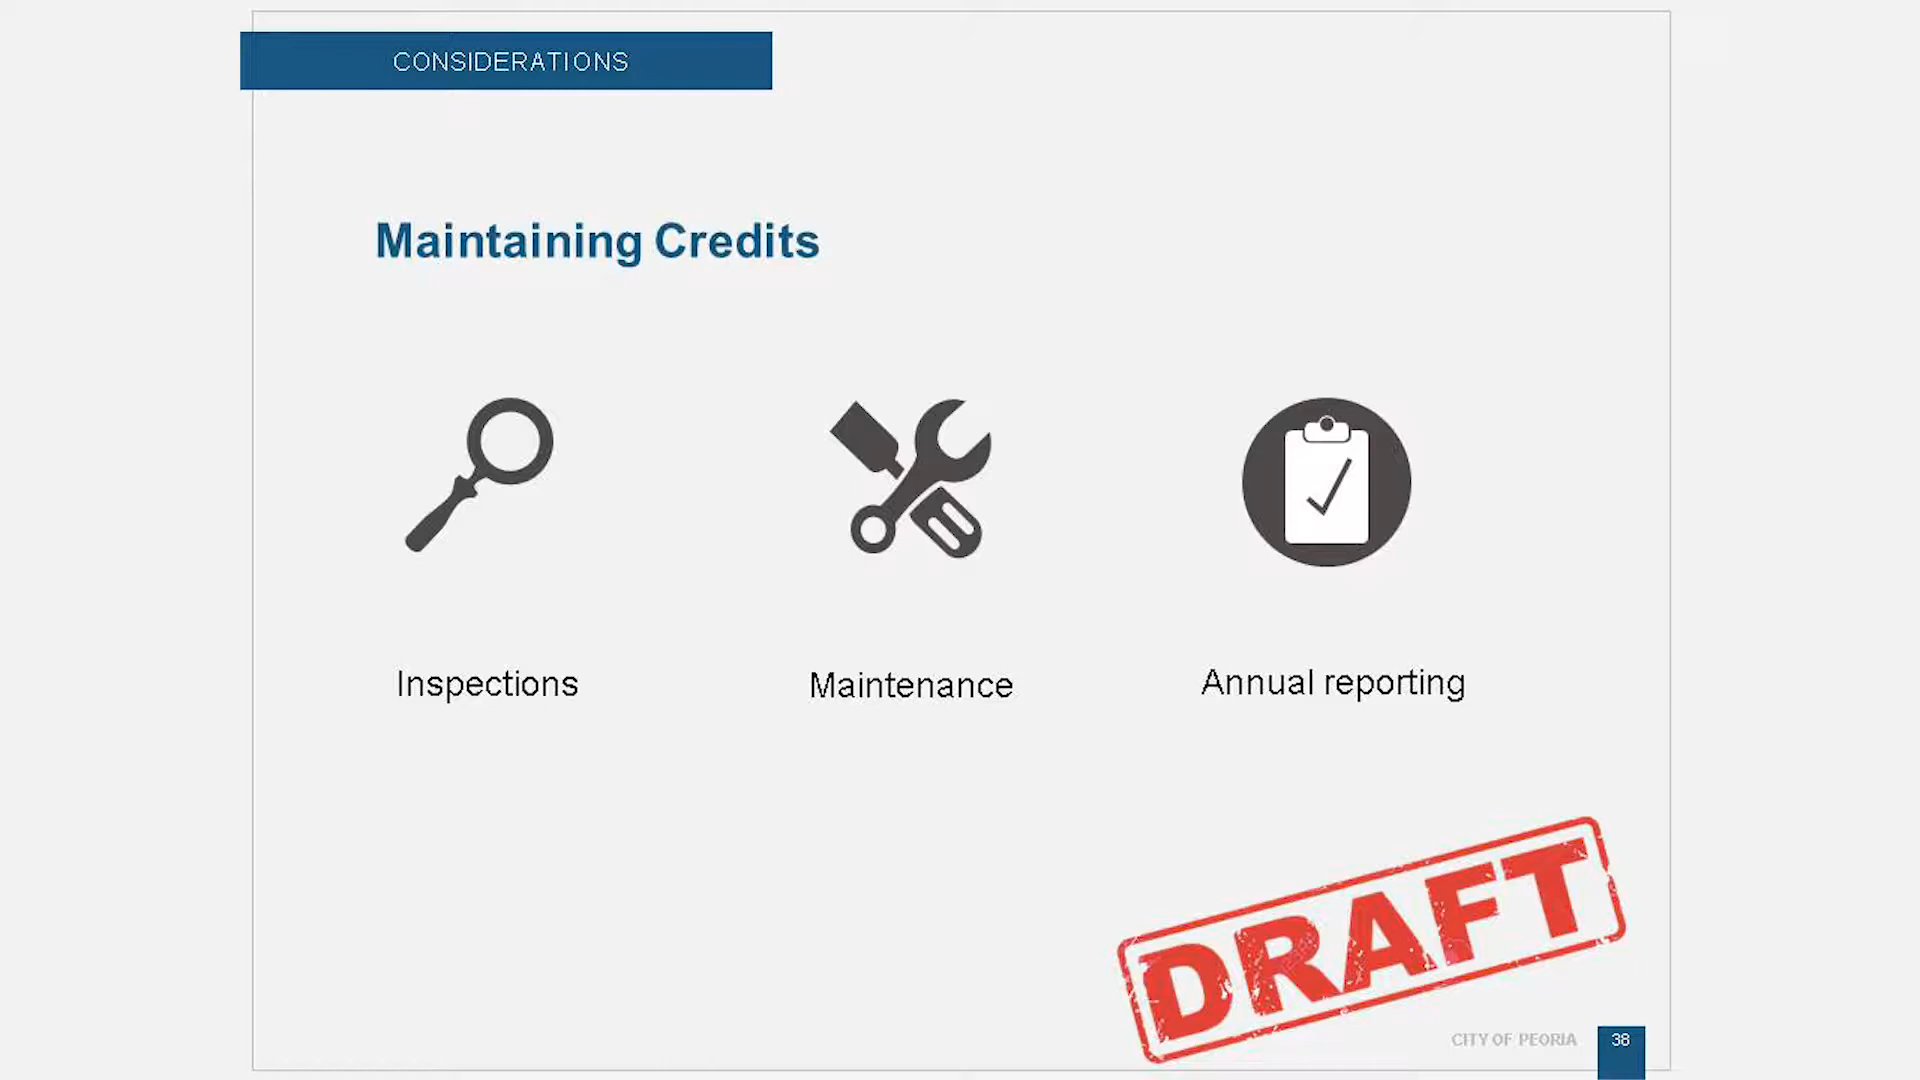 CONSIDERATIONS
Maintaining Credits
Inspections
Maintenance
Annual reporting
DRAFT
CITY OF PEORIA
38